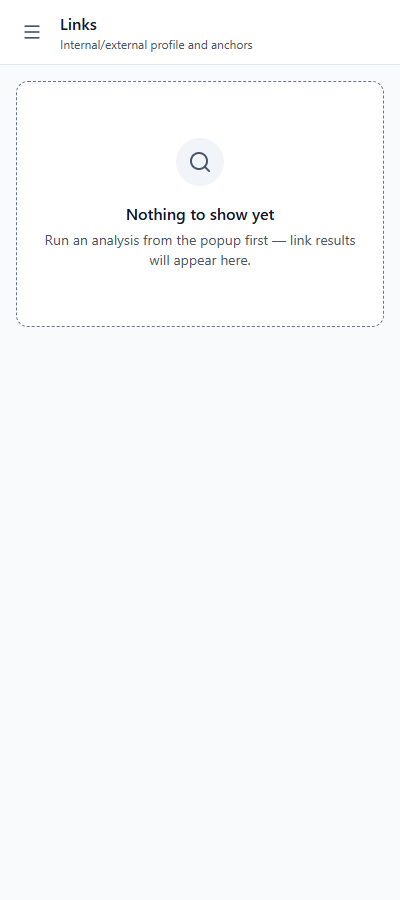 Links
Internal/external profile and anchors
Nothing to show yet
Run an analysis from the popup first — link results
will appear here.